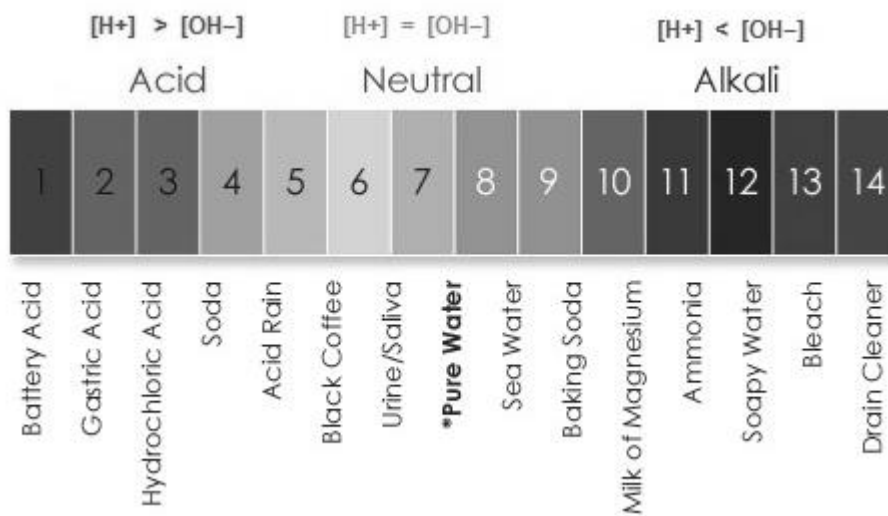 [H+] > [OH–]
[H+] = [OH–]
[H+] < [OH–]
Acid
Neutral
Alkali
1 2 3 4 5 6 7 8 9 10 11 12 13 14
Battery Acid
Gastric Acid
Hydrochloric Acid
Soda
Acid Rain
Black Coffee
Urine/Saliva
*Pure Water
Sea Water
Baking Soda
Milk of Magnesium
Ammonia
Soapy Water
Bleach
Drain Cleaner